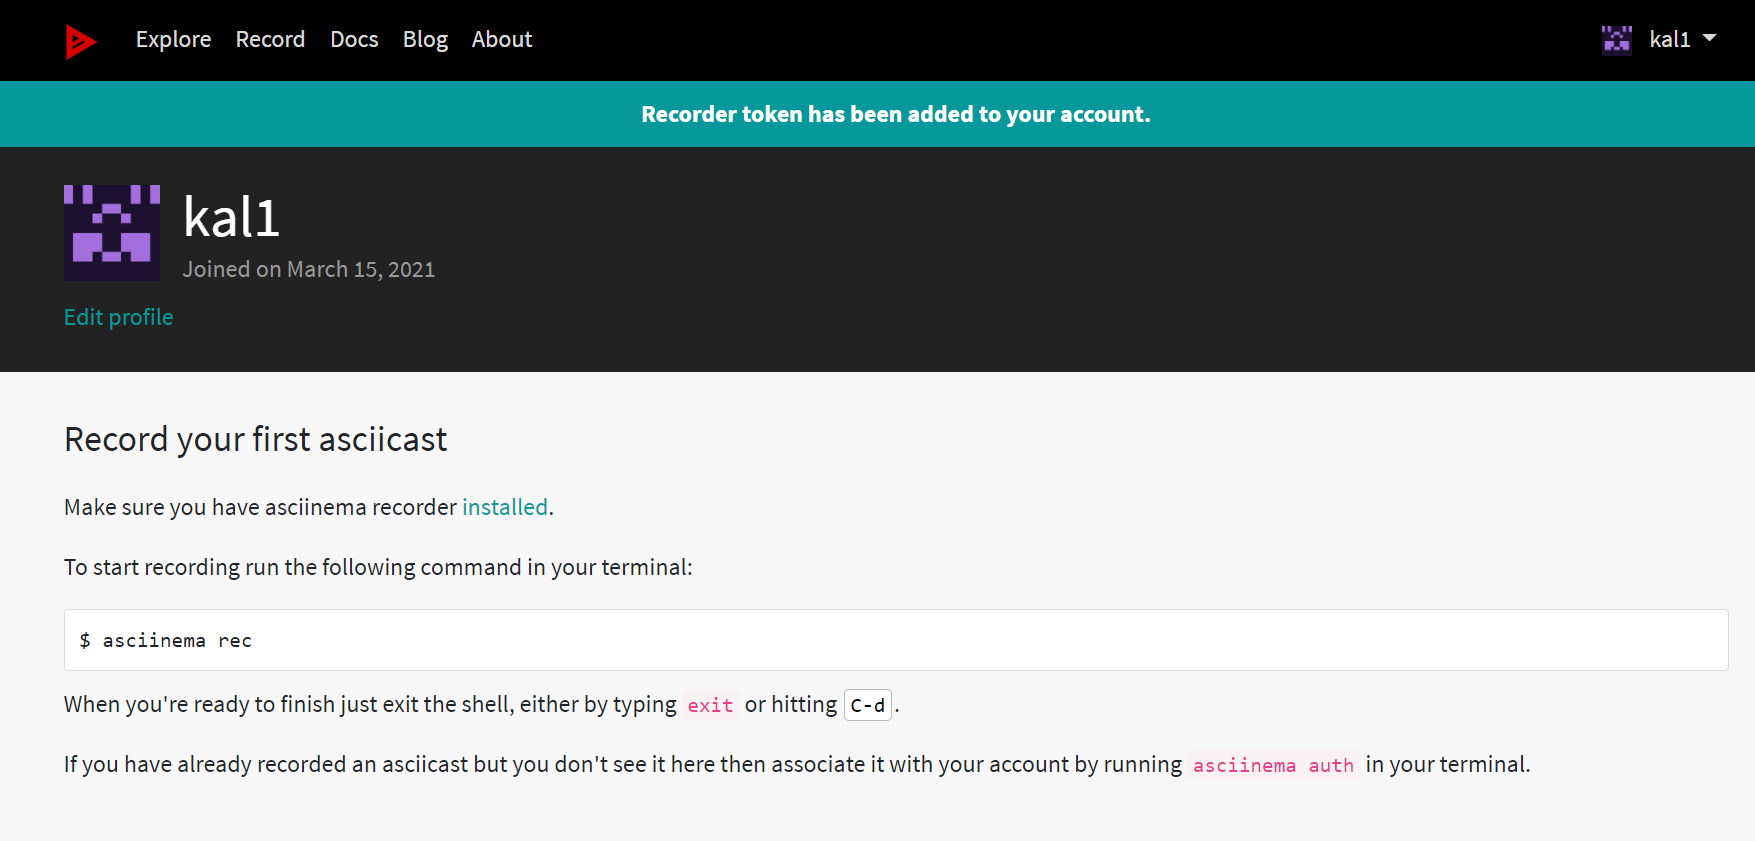 Explore Record Docs Blog About kal1
Recorder token has been added to your account.
kal1
Joined on March 15, 2021
Edit profile
Record your first asciicast
Make sure you have asciinema recorder installed.
To start recording run the following command in your terminal:
$ asciinema rec
When you're ready to finish just exit the shell, either by typing exit or hitting C-d.
If you have already recorded an asciicast but you don't see it here then associate it with your account by running asciinema auth in your terminal.